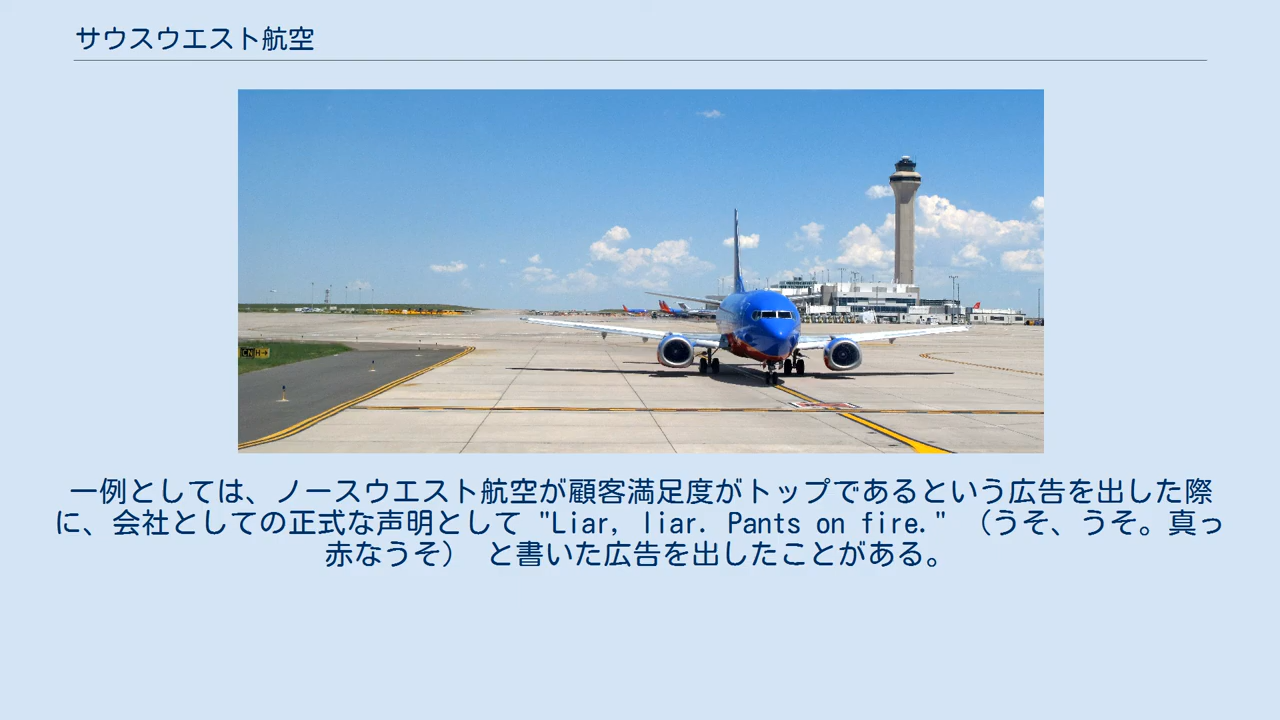 サウスウエスト航空
一例としては、ノースウエスト航空が顧客満足度がトップであるという広告を出した際
に、会社としての正式な声明として "Liar, liar. Pants on fire." （うそ、うそ。真っ
赤なうそ） と書いた広告を出したことがある。